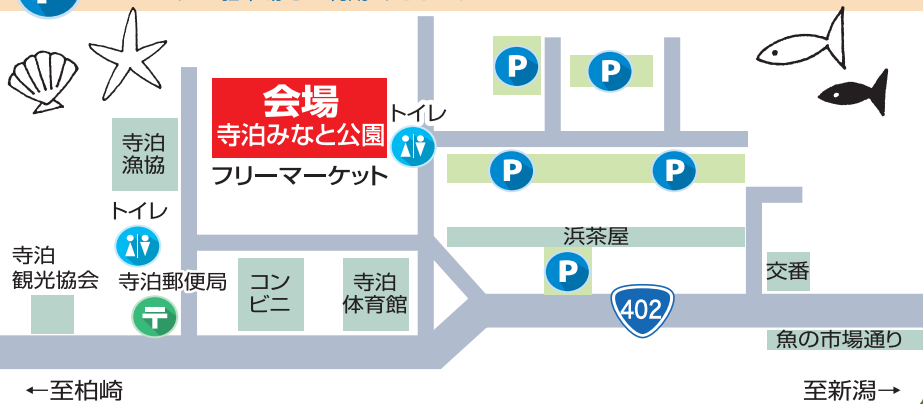 P
会場
寺泊みなと公園
フリーマーケット
トイレ
P
P
P
P
寺泊
漁協
トイレ
浜茶屋
P
寺泊
観光協会
寺泊郵便局
〒
コン
ビニ
寺泊
体育館
交番
402
魚の市場通り
←至柏崎
至新潟→